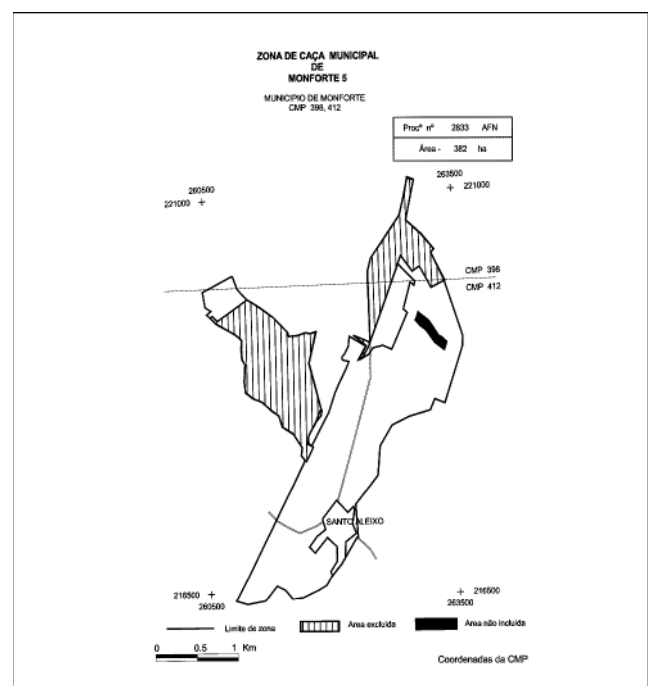 ZONA DE CAÇA MUNICIPAL
DE
MONFORTE 5
MUNICIPIO DE MONFORTE
CMP 398, 412
Procº nº 2833 AFN
Área - 382 ha
260500
221000
263500
221000
CMP 398
CMP 412
SANTO ALEIXO
216500
260500
216500
263500
Limite de zona
Area excluída
Area não incluida
0 0.5 1 Km
Coordenadas da CMP